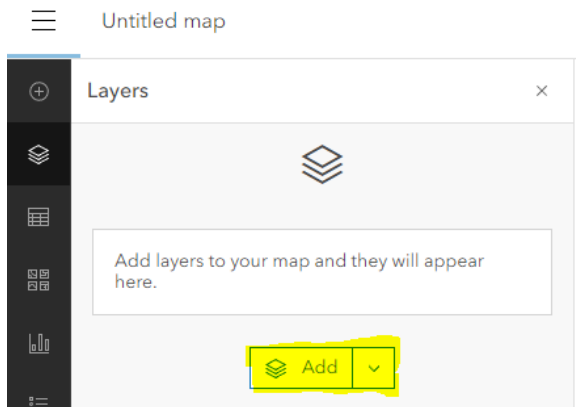 Untitled map
Layers
Add layers to your map and they will appear
here.
Add